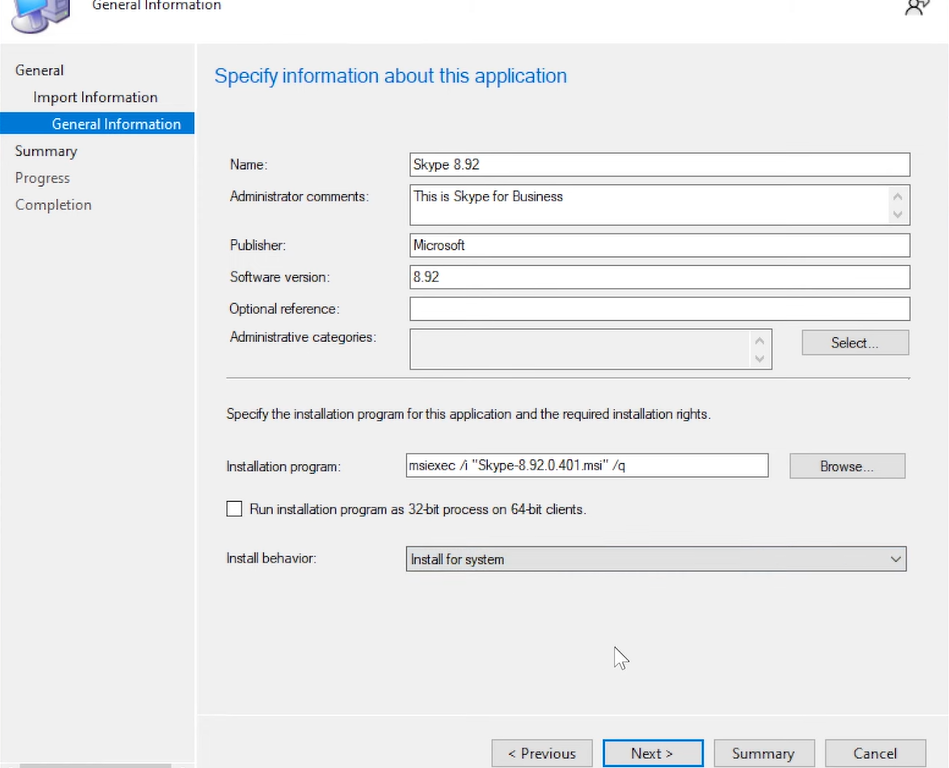 General Information
General
Import Information
General Information
Summary
Progress
Completion
Specify information about this application
Name: Skype 8.92
Administrator comments: This is Skype for Business
Publisher: Microsoft
Software version: 8.92
Optional reference:
Administrative categories: Select...
Specify the installation program for this application and the required installation rights.
Installation program: msiexec /i "Skype-8.92.0.401.msi" /q Browse...
Run installation program as 32-bit process on 64-bit clients.
Install behavior: Install for system
< Previous Next > Summary Cancel